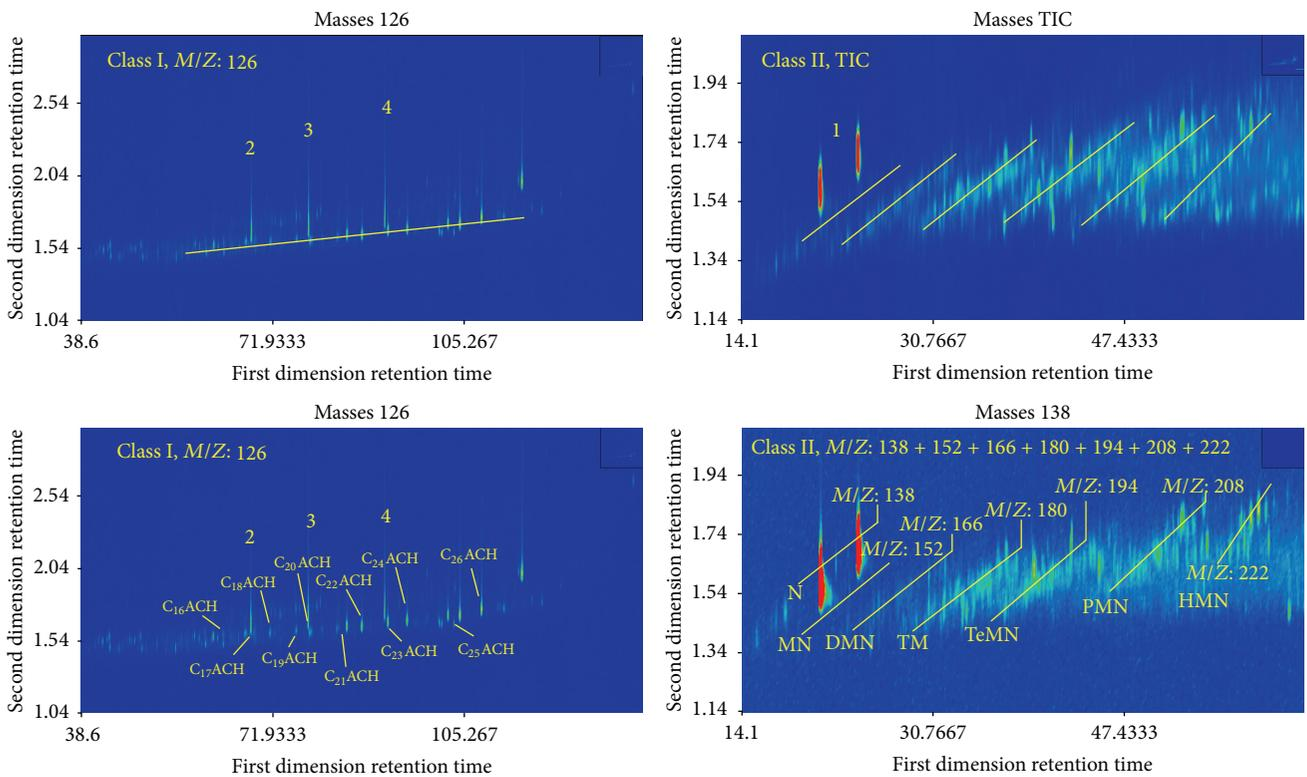 Masses 126
Second dimension retention time
Class I, M/Z: 126
2
3
4
2.54
2.04
1.54
1.04
38.6
71.9333
105.267
First dimension retention time
Masses TIC
Second dimension retention time
Class II, TIC
1
1.94
1.74
1.54
1.34
1.14
14.1
30.7667
47.4333
First dimension retention time
Masses 126
Second dimension retention time
Class I, M/Z: 126
2
3
4
C16ACH
C18ACH
C20ACH
C22ACH
C24ACH
C26ACH
C17ACH
C19ACH
C21ACH
C23ACH
C25ACH
2.54
2.04
1.54
1.04
38.6
71.9333
105.267
First dimension retention time
Masses 138
Second dimension retention time
Class II, M/Z: 138 + 152 + 166 + 180 + 194 + 208 + 222
M/Z: 138
M/Z: 152
M/Z: 166
M/Z: 180
M/Z: 194
M/Z: 208
M/Z: 222
N
MN
DMN
TM
TeMN
PMN
HMN
1.94
1.74
1.54
1.34
1.14
14.1
30.7667
47.4333
First dimension retention time